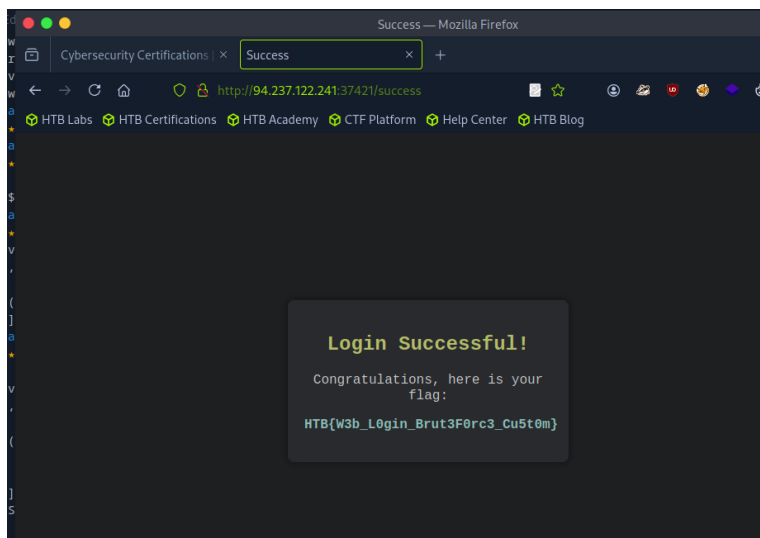 Success — Mozilla Firefox
Cybersecurity Certifications |
Success
http://94.237.122.241:37421/success
HTB Labs HTB Certifications HTB Academy CTF Platform Help Center HTB Blog
Login Successful!
Congratulations, here is your
flag:
HTB{W3b_L0gin_Brut3F0rc3_Cu5t0m}